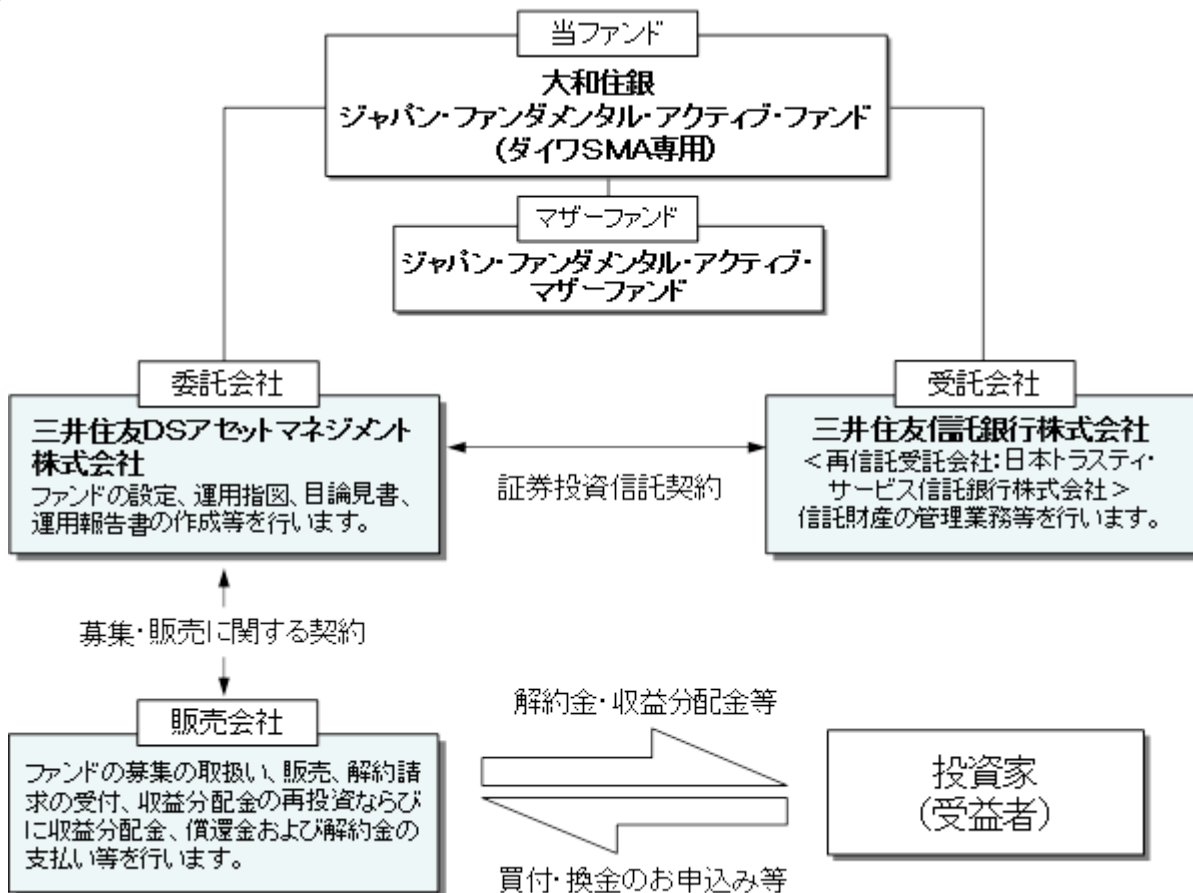 当ファンド
大和住銀
ジャパン・ファンダメンタル・アクティブ・ファンド
(ダイワSMA専用)
マザーファンド
ジャパン・ファンダメンタル・アクティブ・
マザーファンド
委託会社
三井住友DSアセットマネジメント
株式会社
ファンドの設定、運用指図、目論見書、
運用報告書の作成等を行います。
証券投資信託契約
受託会社
三井住友信託銀行株式会社
<再信託受託会社:日本トラスティ・
サービス信託銀行株式会社>
信託財産の管理業務等を行います。
募集・販売に関する契約
販売会社
ファンドの募集の取扱い、販売、解約請
求の受付、収益分配金の再投資ならび
に収益分配金、償還金および解約金の
支払い等を行います。
解約金・収益分配金等
買付・換金のお申込み等
投資家
(受益者)